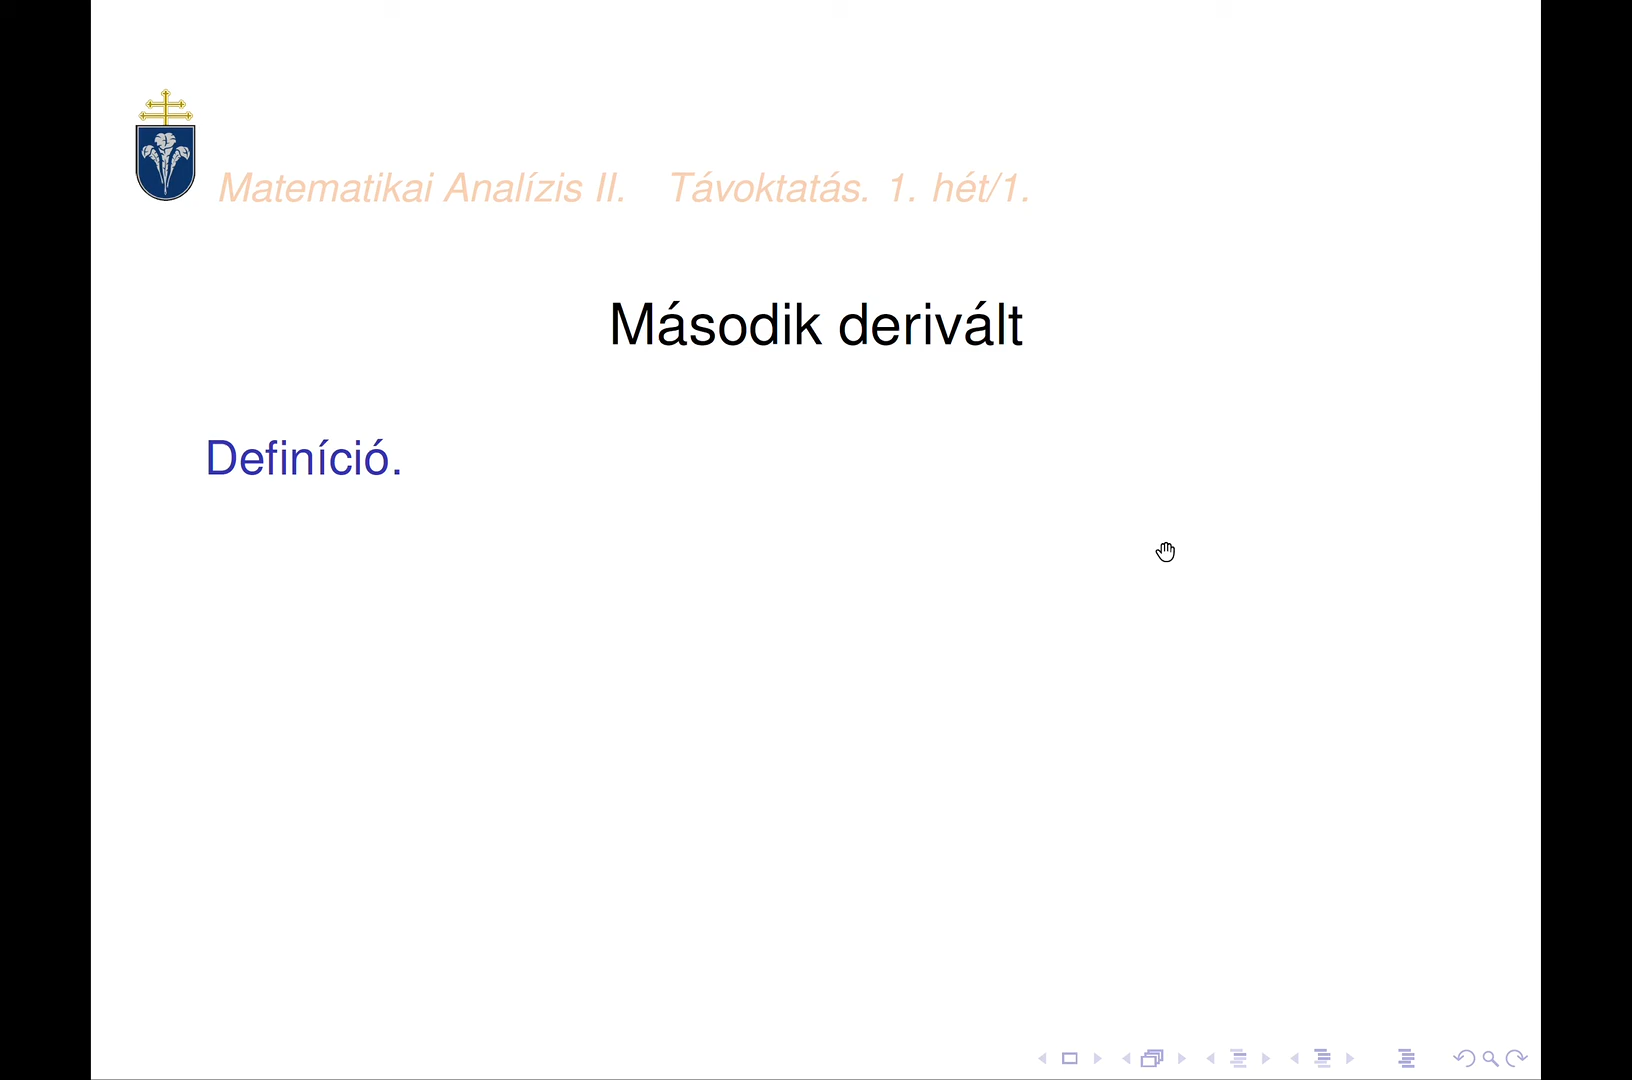 Matematikai Analízis II. Távoktatás. 1. hét/1.
Második derivált
Definíció.